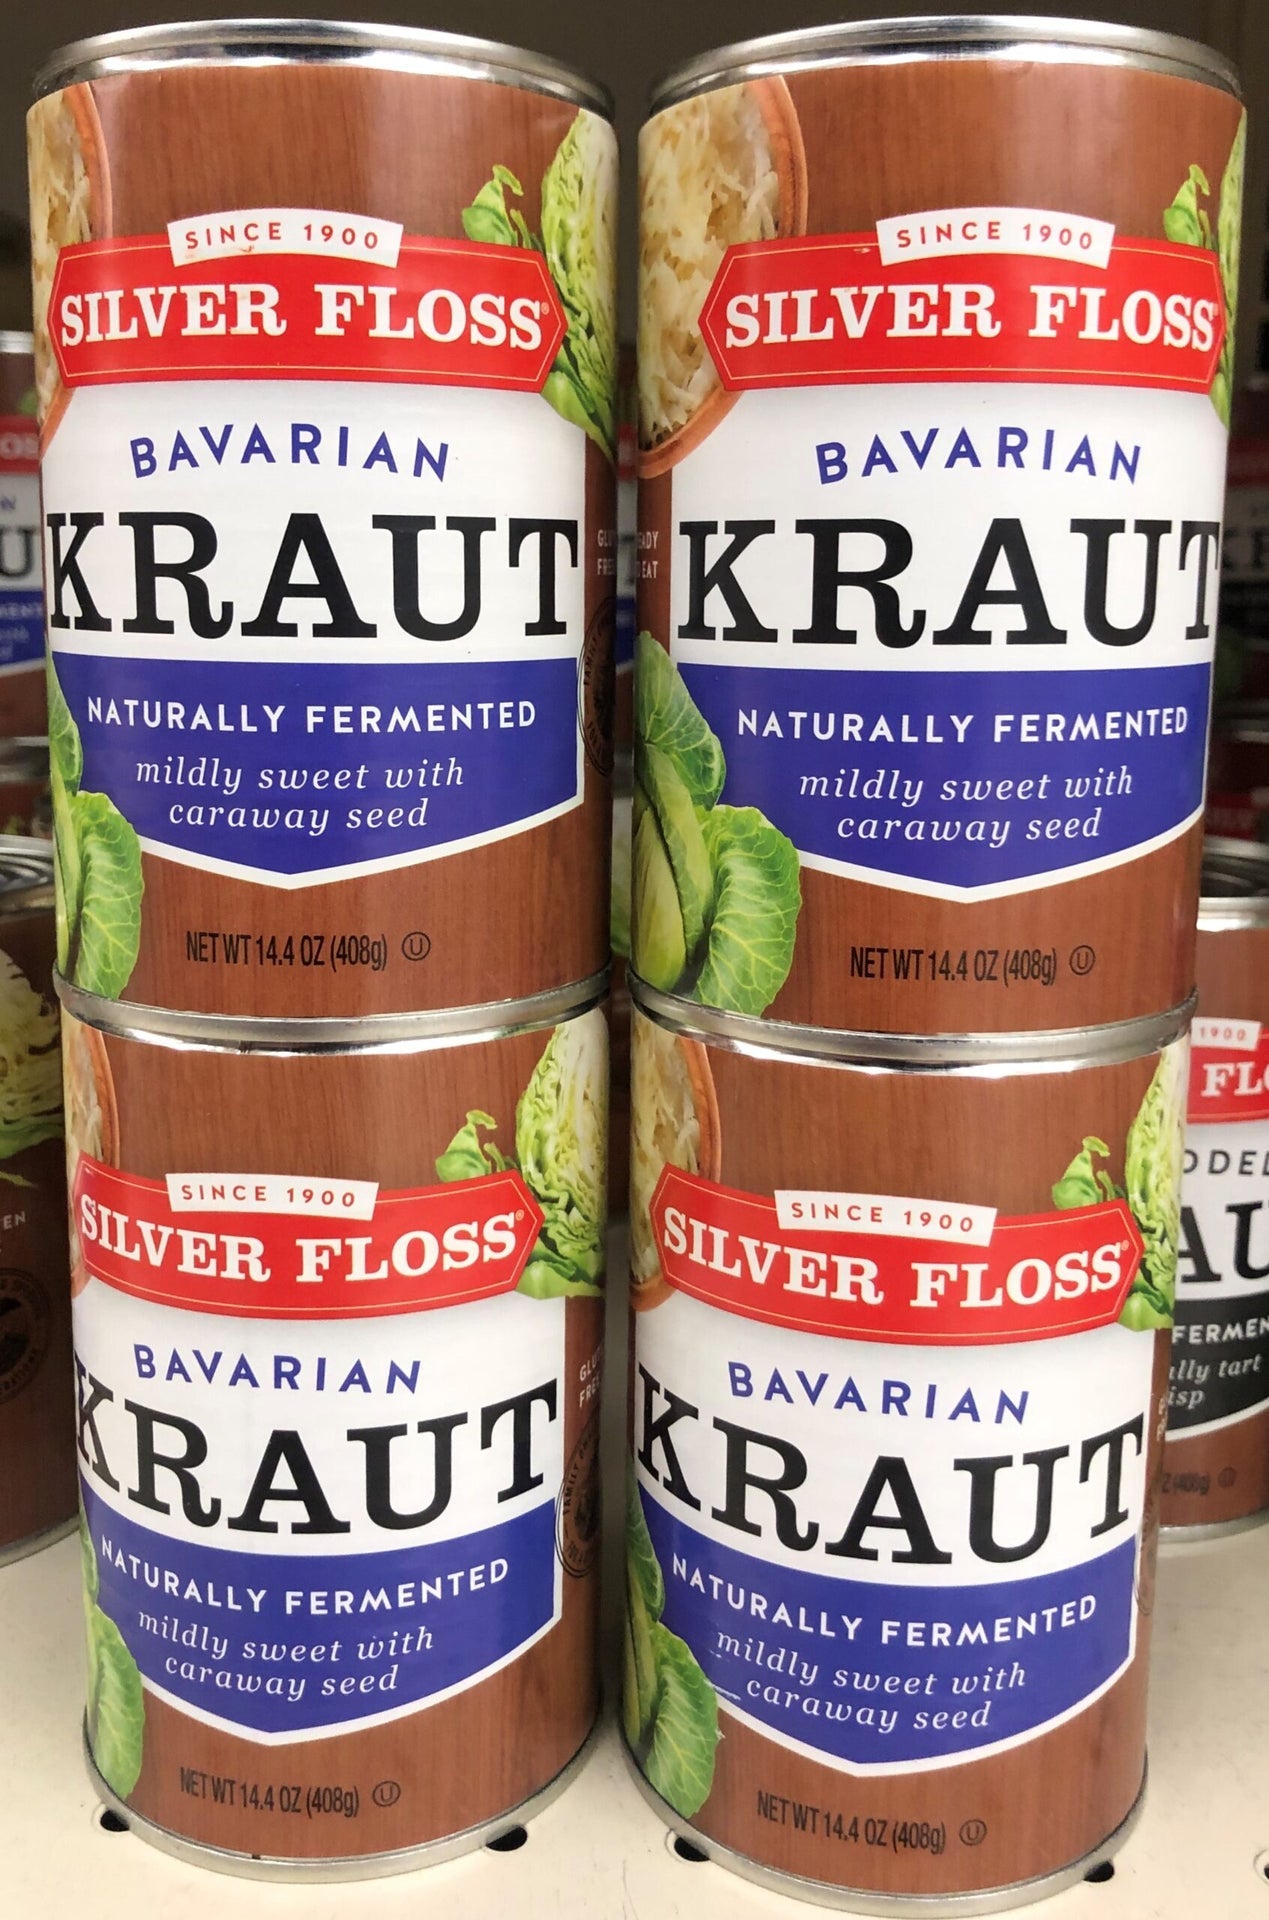 SINCE 1900
SILVER FLOSS®
BAVARIAN
KRAUT
NATURALLY FERMENTED
mildly sweet with
caraway seed
NET WT 14.4 OZ (408g) Ⓤ
SINCE 1900
SILVER FLOSS®
BAVARIAN
KRAUT
NATURALLY FERMENTED
mildly sweet with
caraway seed
NET WT 14.4 OZ (408g) Ⓤ
SINCE 1900
SILVER FLOSS®
BAVARIAN
KRAUT
NATURALLY FERMENTED
mildly sweet with
caraway seed
NET WT 14.4 OZ (408g) Ⓤ
SINCE 1900
SILVER FLOSS®
BAVARIAN
KRAUT
NATURALLY FERMENTED
mildly sweet with
caraway seed
NET WT 14.4 OZ (408g) Ⓤ
1900
tart